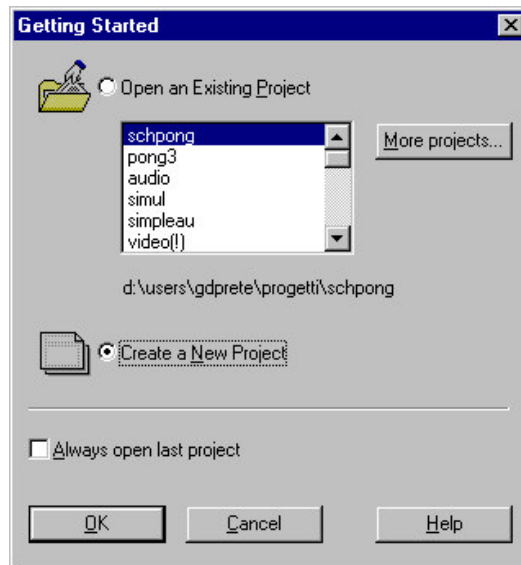 Getting Started
Open an Existing Project
schpong
pong3
audio
simul
simpleau
video(!)
More projects...
d:\users\gdprete\progetti\schpong
Create a New Project
Always open last project
OK
Cancel
Help